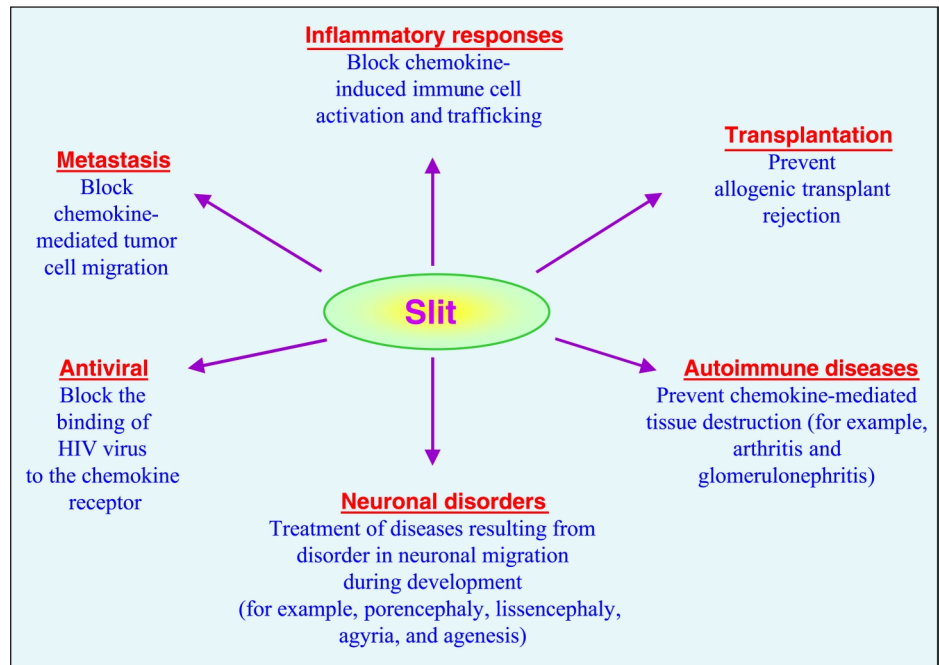 Inflammatory responses
Block chemokine-
induced immune cell
activation and trafficking
Metastasis
Block
chemokine-
mediated tumor
cell migration
Transplantation
Prevent
allogenic transplant
rejection
Slit
Antiviral
Block the
binding of
HIV virus
to the chemokine
receptor
Autoimmune diseases
Prevent chemokine-mediated
tissue destruction (for example,
arthritis and
glomerulonephritis)
Neuronal disorders
Treatment of diseases resulting from
disorder in neuronal migration
during development
(for example, porencephaly, lissencephaly,
agyria, and agenesis)